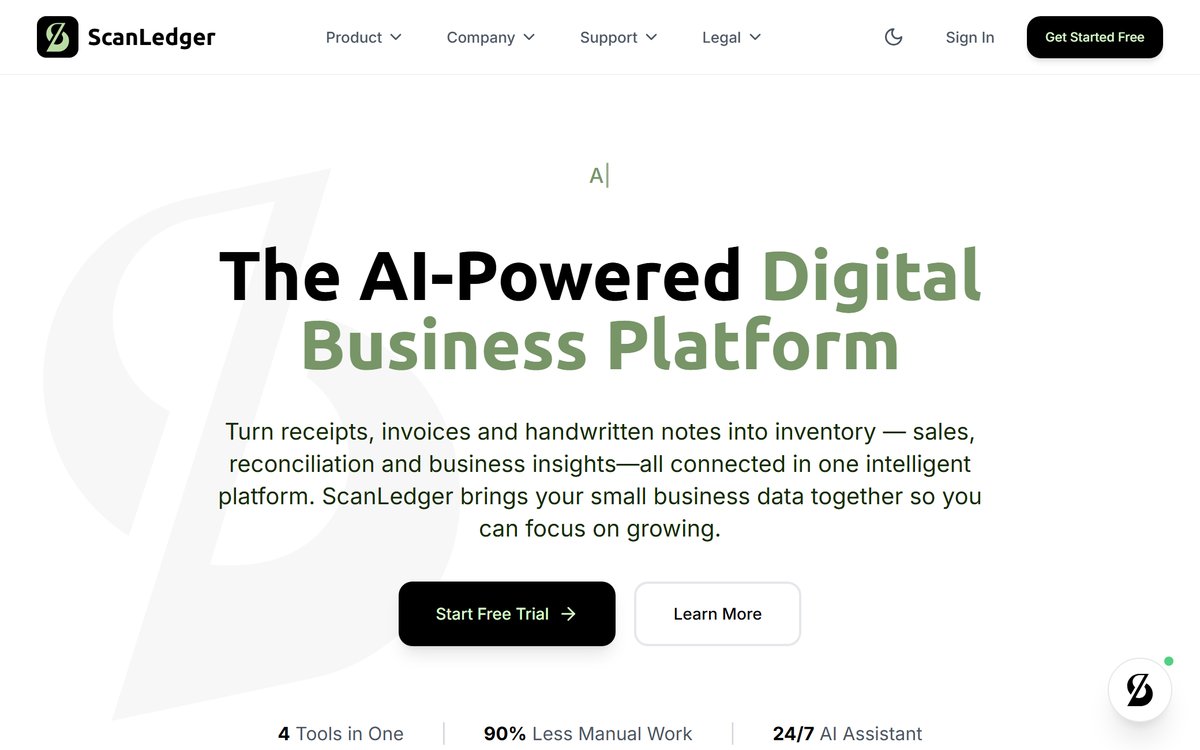 ScanLedger
Product
Company
Support
Legal
Sign In
Get Started Free
A
The AI-Powered Digital
Business Platform
Turn receipts, invoices and handwritten notes into inventory — sales,
reconciliation and business insights—all connected in one intelligent
platform. ScanLedger brings your small business data together so you
can focus on growing.
Start Free Trial →
Learn More
4 Tools in One
90% Less Manual Work
24/7 AI Assistant